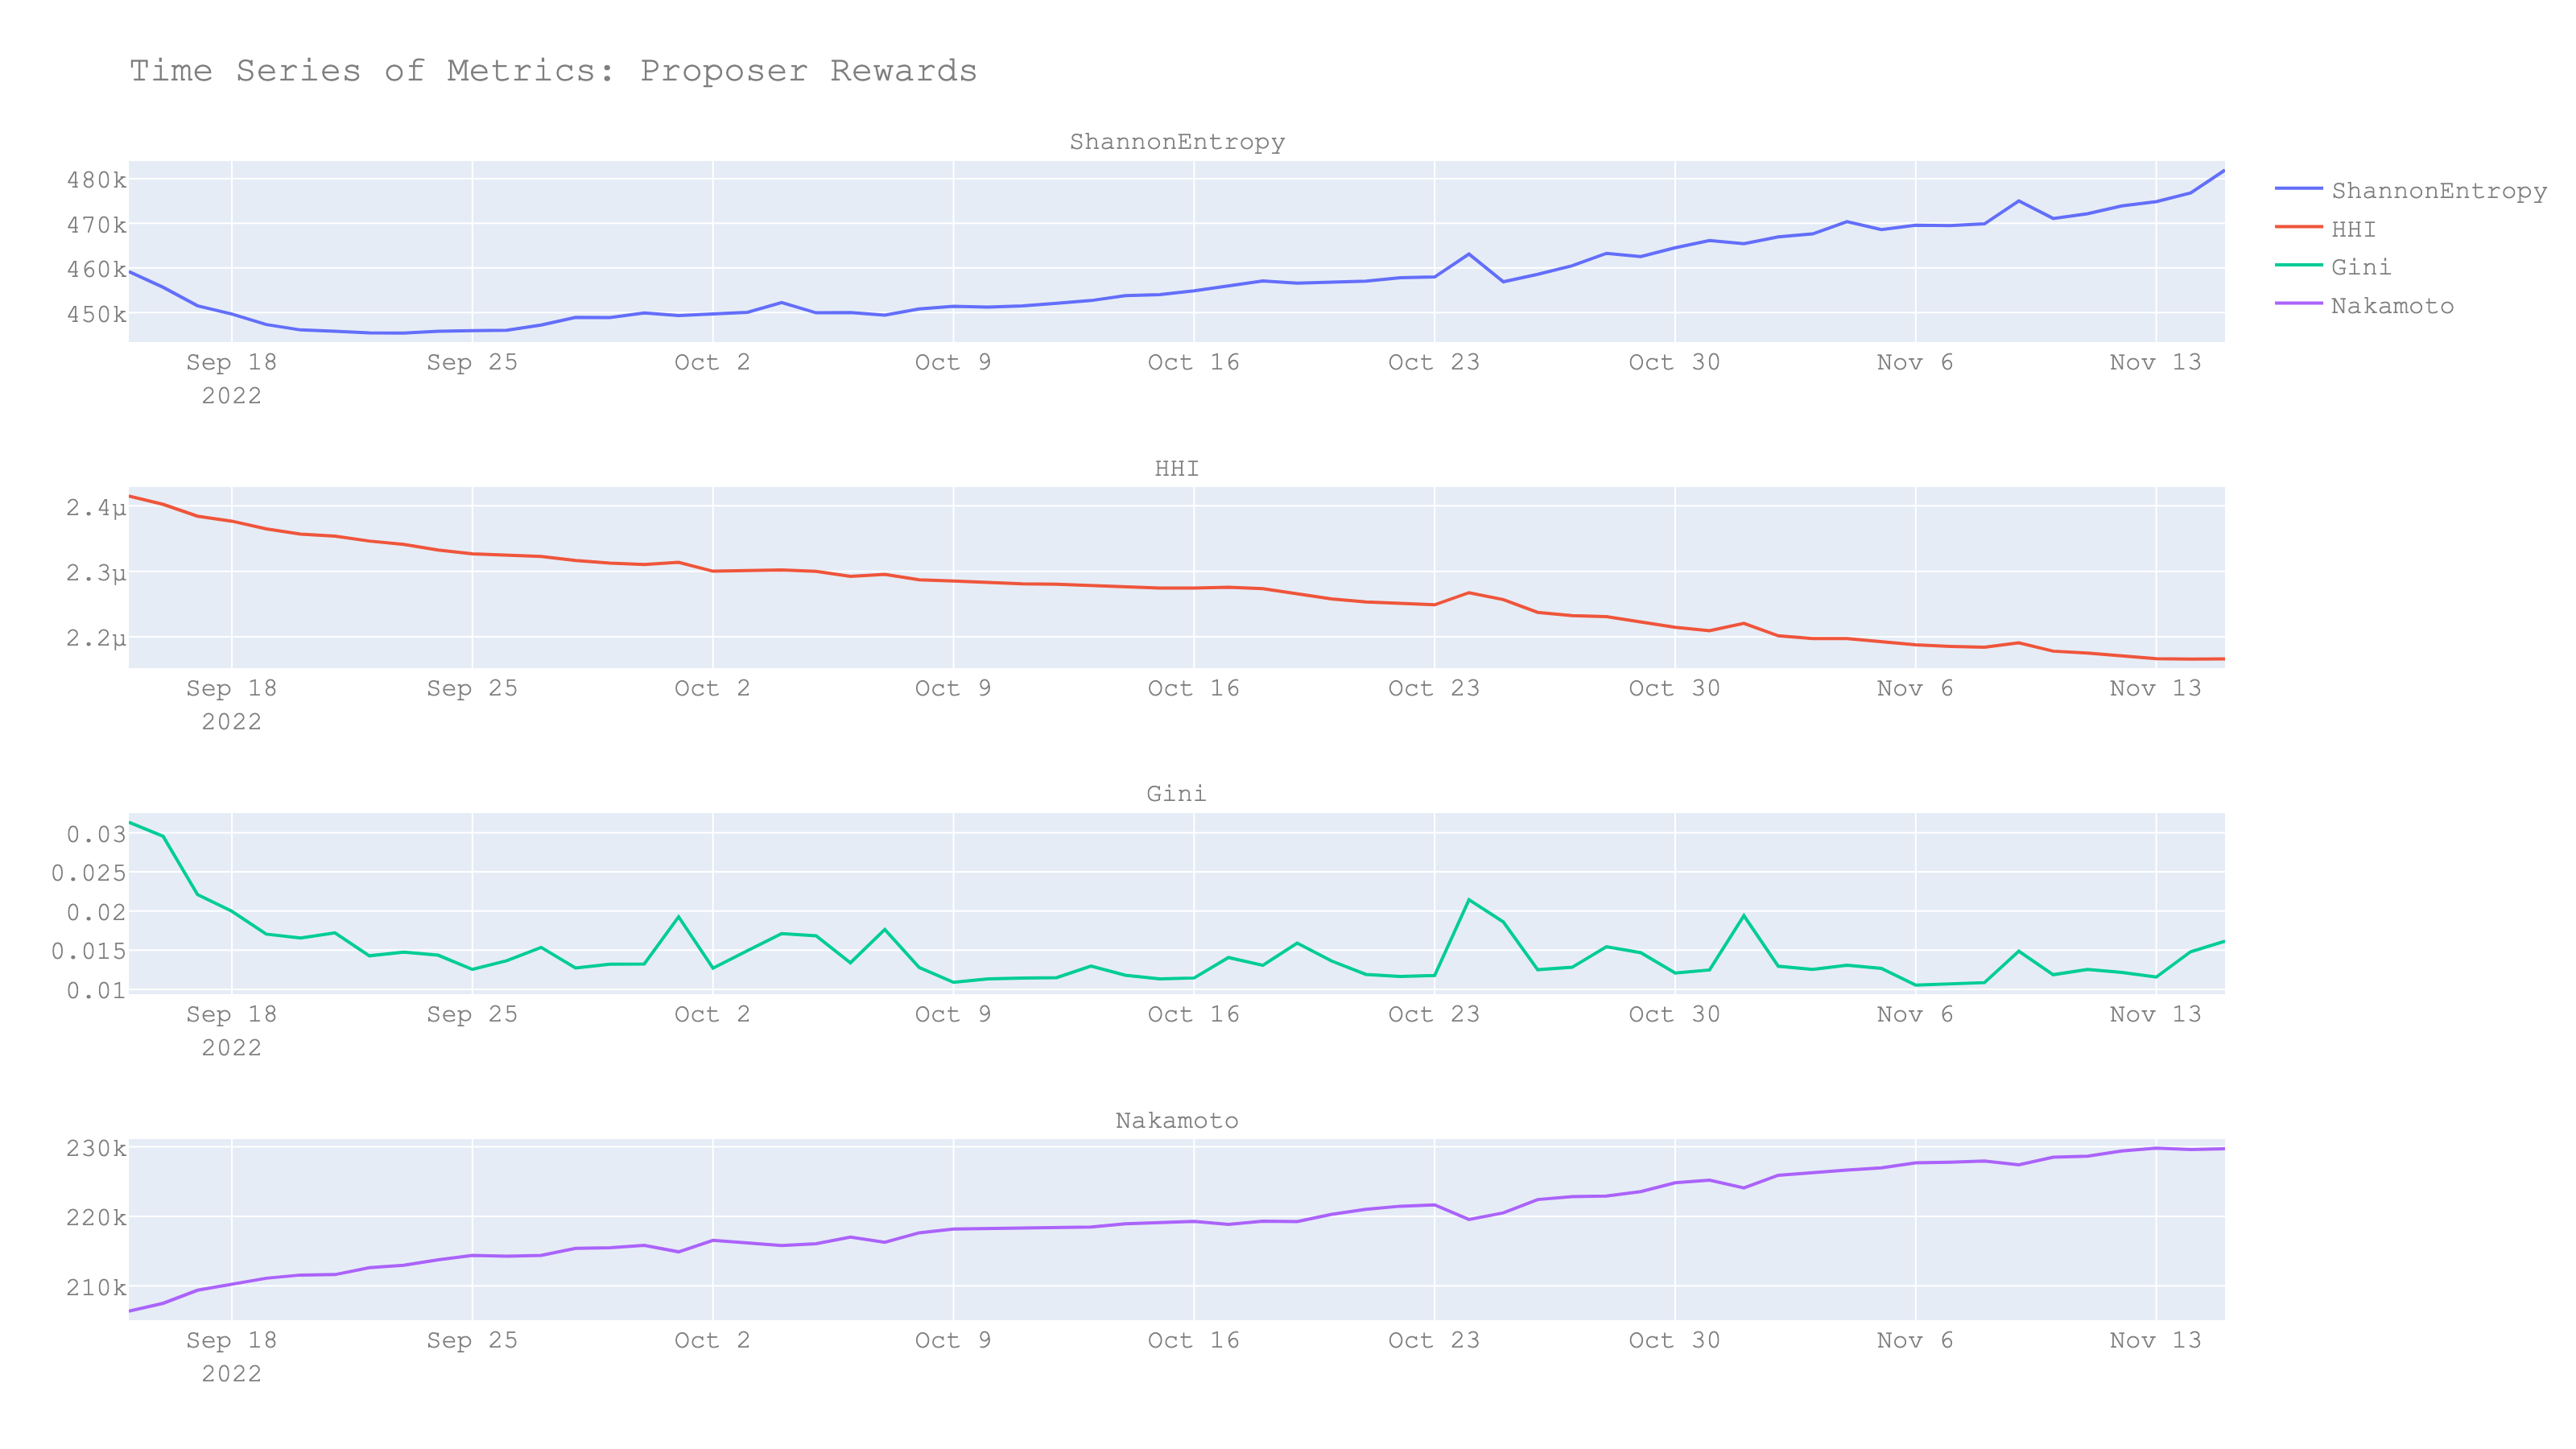 Time Series of Metrics: Proposer Rewards
ShannonEntropy
480k
470k
460k
450k
Sep 18 Sep 25 Oct 2 Oct 9 Oct 16 Oct 23 Oct 30 Nov 6 Nov 13
2022
ShannonEntropy
HHI
Gini
Nakamoto
HHI
2.4μ
2.3μ
2.2μ
Sep 18 Sep 25 Oct 2 Oct 9 Oct 16 Oct 23 Oct 30 Nov 6 Nov 13
2022
Gini
0.03
0.025
0.02
0.015
0.01
Sep 18 Sep 25 Oct 2 Oct 9 Oct 16 Oct 23 Oct 30 Nov 6 Nov 13
2022
Nakamoto
230k
220k
210k
Sep 18 Sep 25 Oct 2 Oct 9 Oct 16 Oct 23 Oct 30 Nov 6 Nov 13
2022